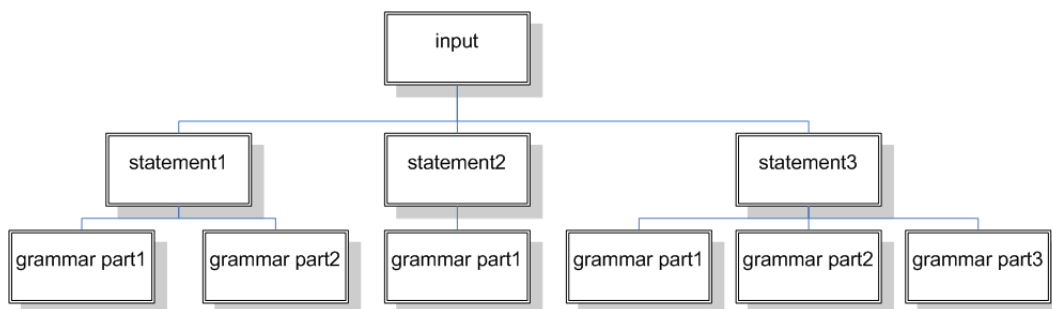 input
statement1
statement2
statement3
grammar part1
grammar part2
grammar part1
grammar part1
grammar part2
grammar part3